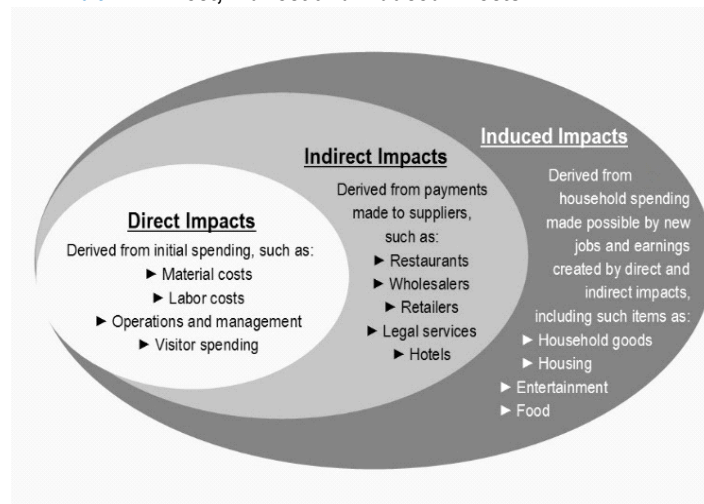 Direct Impacts
Derived from initial spending, such as:
► Material costs
► Labor costs
► Operations and management
► Visitor spending
Indirect Impacts
Derived from payments
made to suppliers,
such as:
► Restaurants
► Wholesalers
► Retailers
► Legal services
► Hotels
Induced Impacts
Derived from
household spending
made possible by new
jobs and earnings
created by direct and
indirect impacts,
including such items as:
► Household goods
► Housing
► Entertainment
► Food